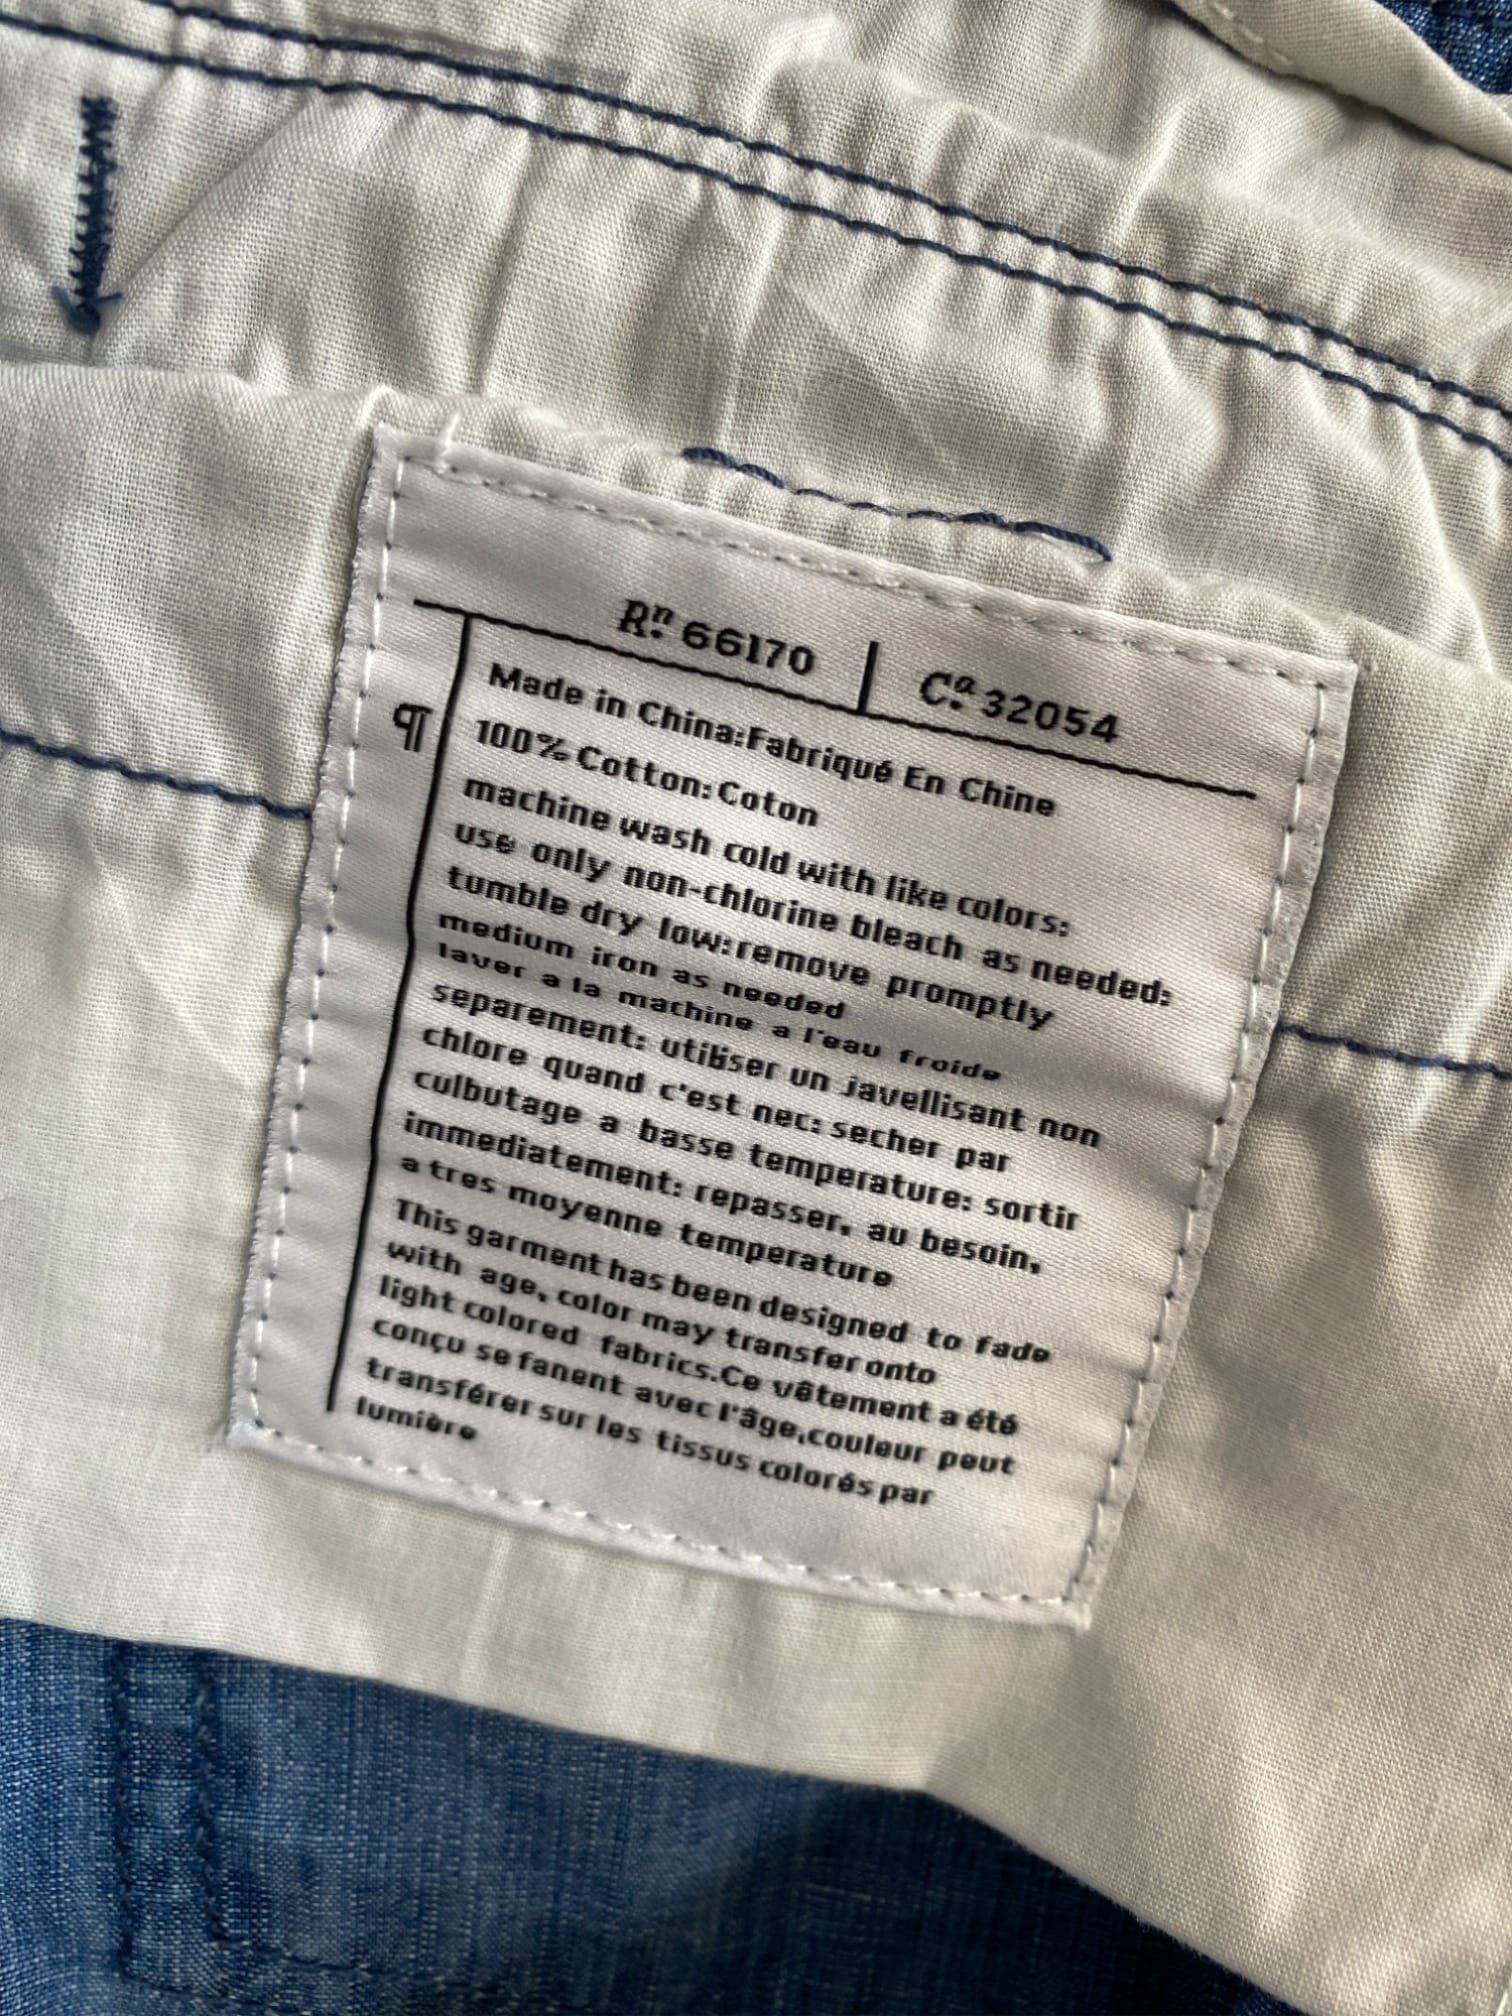 Rn. 66170 Ca. 32054
¶
Made in China:Fabriqué En Chine
100% Cotton:Coton
machine wash cold with like colors:
use only non-chlorine bleach as needed:
tumble dry low:remove promptly
medium iron as needed
laver a la machine a l'eau froide
separement: utiliser un javellisant non
chlore quand c'est nec: secher par
culbutage a basse temperature: sortir
immediatement: repasser, au besoin,
a tres moyenne temperature
This garment has been designed to fade
with age, color may transfer onto
light colored fabrics.Ce vêtement a été
conçu se fanent avec l'âge,couleur peut
transférer sur les tissus colorés par
lumière